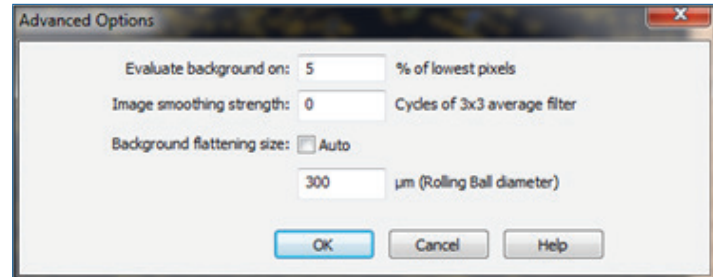 Advanced Options
Evaluate background on: 5 % of lowest pixels
Image smoothing strength: 0 Cycles of 3x3 average filter
Background flattening size: Auto
300 µm (Rolling Ball diameter)
OK Cancel Help